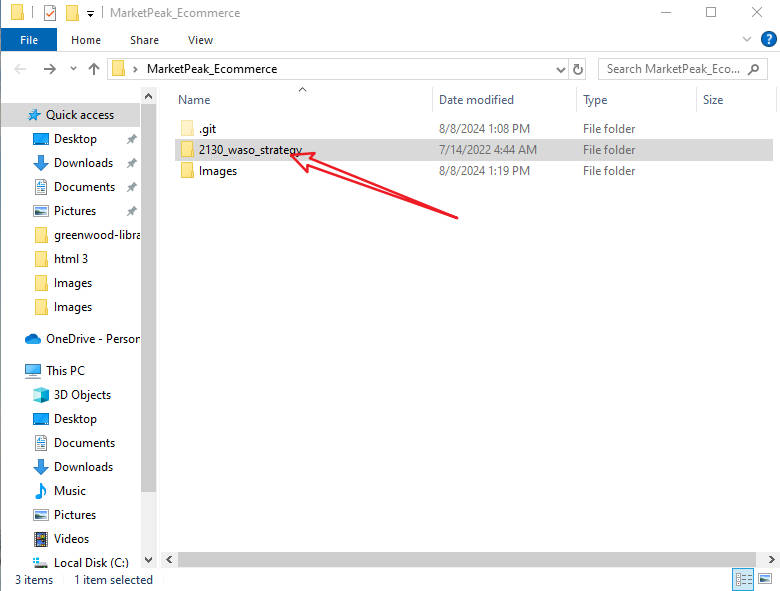 MarketPeak_Ecommerce
File Home Share View
MarketPeak_Ecommerce Search MarketPeak_Eco...
Name Date modified Type Size
Quick access
Desktop
Downloads
Documents
Pictures
greenwood-libra
html 3
Images
Images
OneDrive - Person
This PC
3D Objects
Desktop
Documents
Downloads
Music
Pictures
Videos
Local Disk (C:)
.git 8/8/2024 1:08 PM File folder
2130_waso_strategy 7/14/2022 4:44 AM File folder
Images 8/8/2024 1:19 PM File folder
3 items 1 item selected